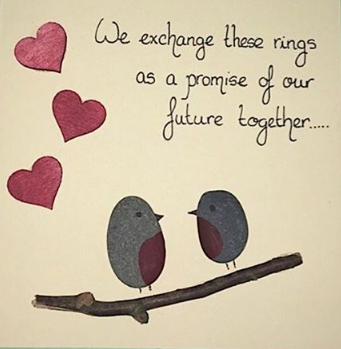 We exchange these rings
as a promise of our
future together.....